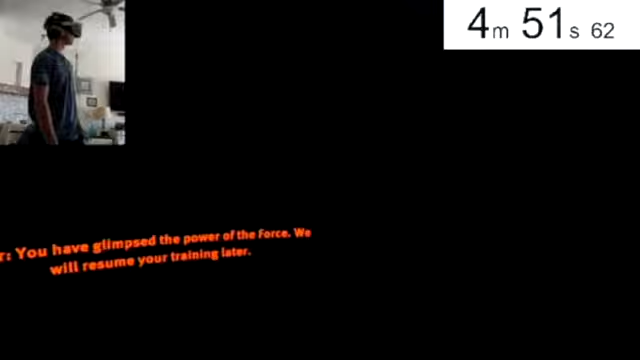 4m 51s 62
r: You have glimpsed the power of the Force. We
will resume your training later.